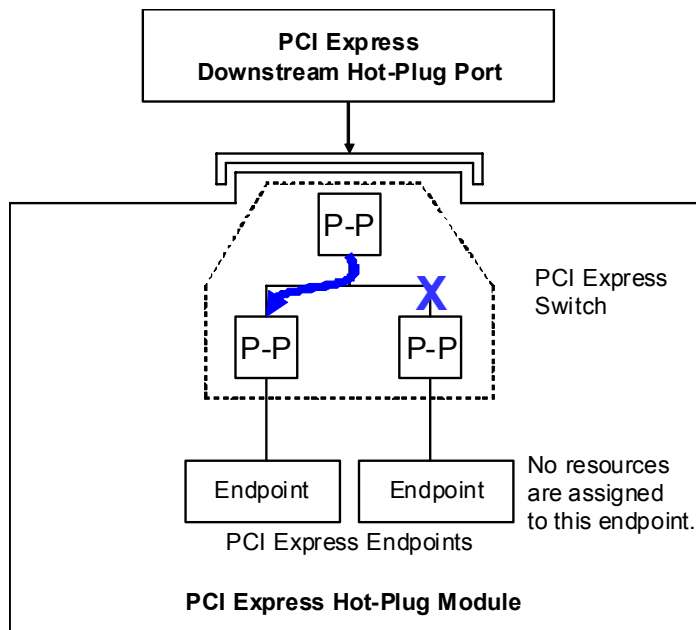 PCI Express
Downstream Hot-Plug Port
P-P
PCI Express
Switch
P-P
P-P
X
Endpoint
Endpoint
No resources
are assigned
to this endpoint.
PCI Express Endpoints
PCI Express Hot-Plug Module